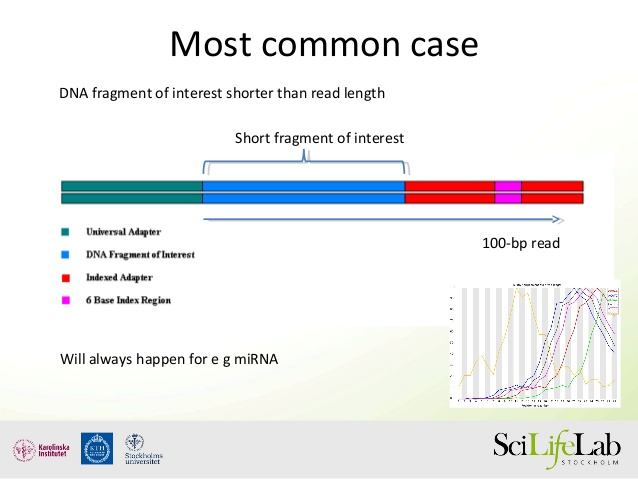 Most common case
DNA fragment of interest shorter than read length
Short fragment of interest
Universal Adapter
DNA Fragment of Interest
Indexed Adapter
6 Base Index Region
100-bp read
Will always happen for e g miRNA
Karolinska
Institutet
KTH
Stockholms
universitet
SciLifeLab
STOCKHOLM